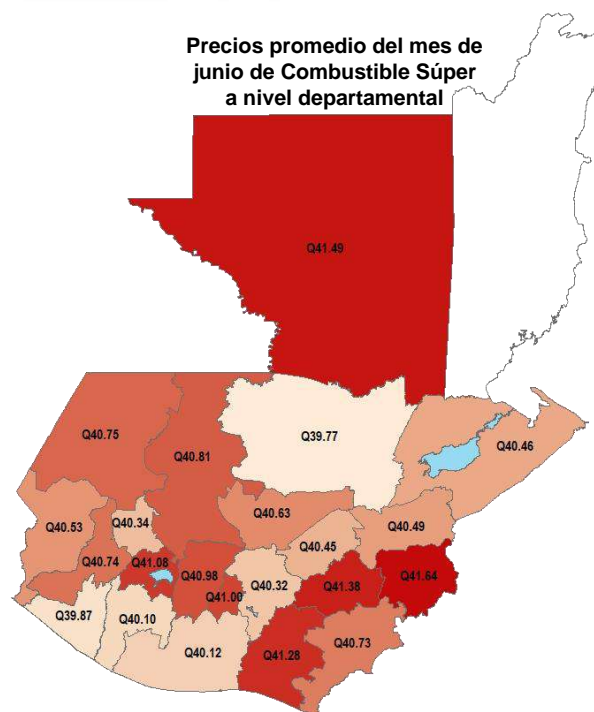 Precios promedio del mes de
junio de Combustible Súper
a nivel departamental
Q41.49
Q40.75
Q40.81
Q39.77
Q40.46
Q40.53
Q40.34
Q40.63
Q40.49
Q40.45
Q40.74
Q41.08
Q40.98
Q41.00
Q40.32
Q41.38
Q41.64
Q39.87
Q40.10
Q40.12
Q41.28
Q40.73